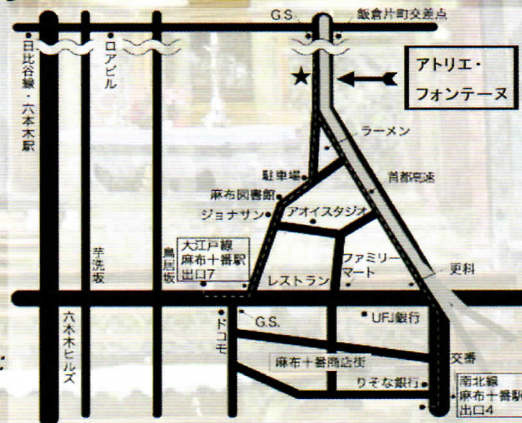 G.S.
飯倉片町交差点
日比谷線・六本木駅
ロアビル
★
アトリエ・
フォンテーヌ
ラーメン
駐車場
首都高速
麻布図書館
ジョナサン
アオイスタジオ
大江戸線
麻布十番駅
出口7
芋洗坂
鳥居坂
レストラン
ファミリー
マート
更科
六本木ヒルズ
ドコモ
G.S.
UFJ銀行
麻布十番商店街
交番
りそな銀行
南北線
麻布十番駅
出口4